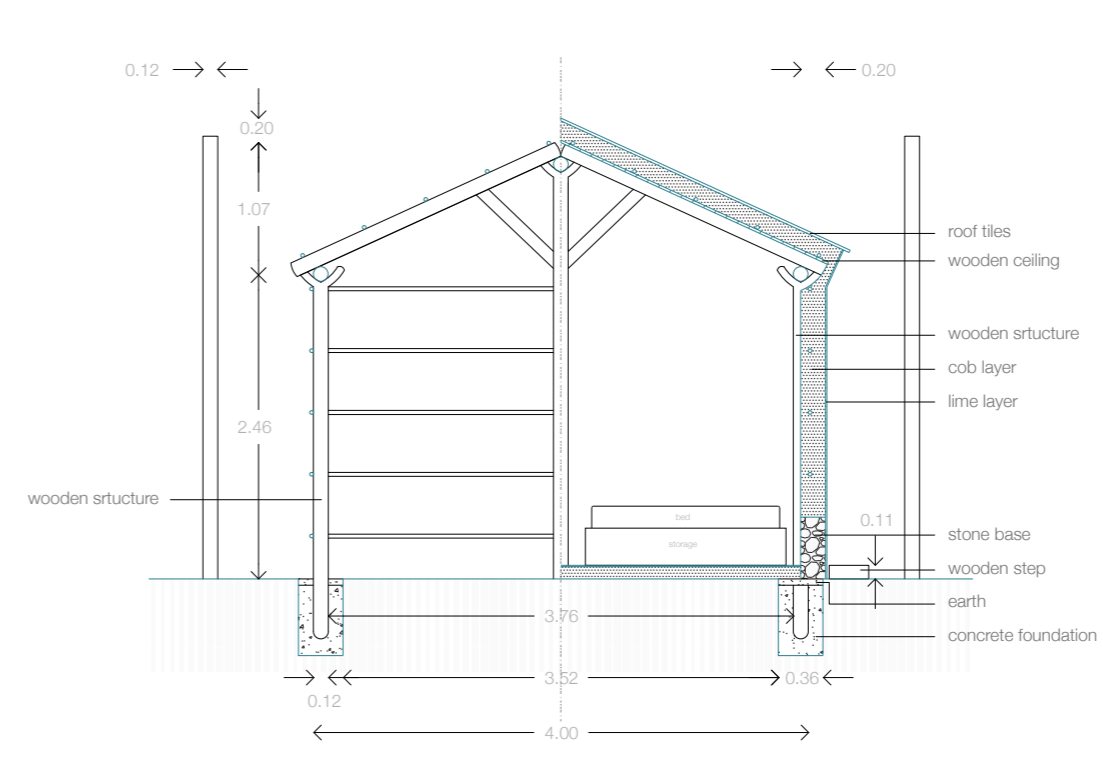 0.12
0.20
0.20
1.07
roof tiles
wooden ceiling
wooden srtucture
cob layer
lime layer
2.46
wooden srtucture
bed
0.11
storage
stone base
wooden step
earth
3.76
concrete foundation
3.52
0.36
0.12
4.00